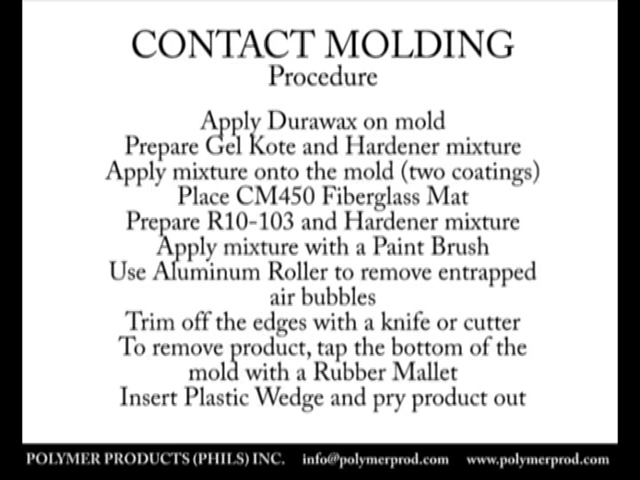 CONTACT MOLDING
Procedure
Apply Durawax on mold
Prepare Gel Kote and Hardener mixture
Apply mixture onto the mold (two coatings)
Place CM450 Fiberglass Mat
Prepare R10-103 and Hardener mixture
Apply mixture with a Paint Brush
Use Aluminum Roller to remove entrapped
air bubbles
Trim off the edges with a knife or cutter
To remove product, tap the bottom of the
mold with a Rubber Mallet
Insert Plastic Wedge and pry product out
POLYMER PRODUCTS (PHILS) INC. info@polymerprod.com www.polymerprod.com